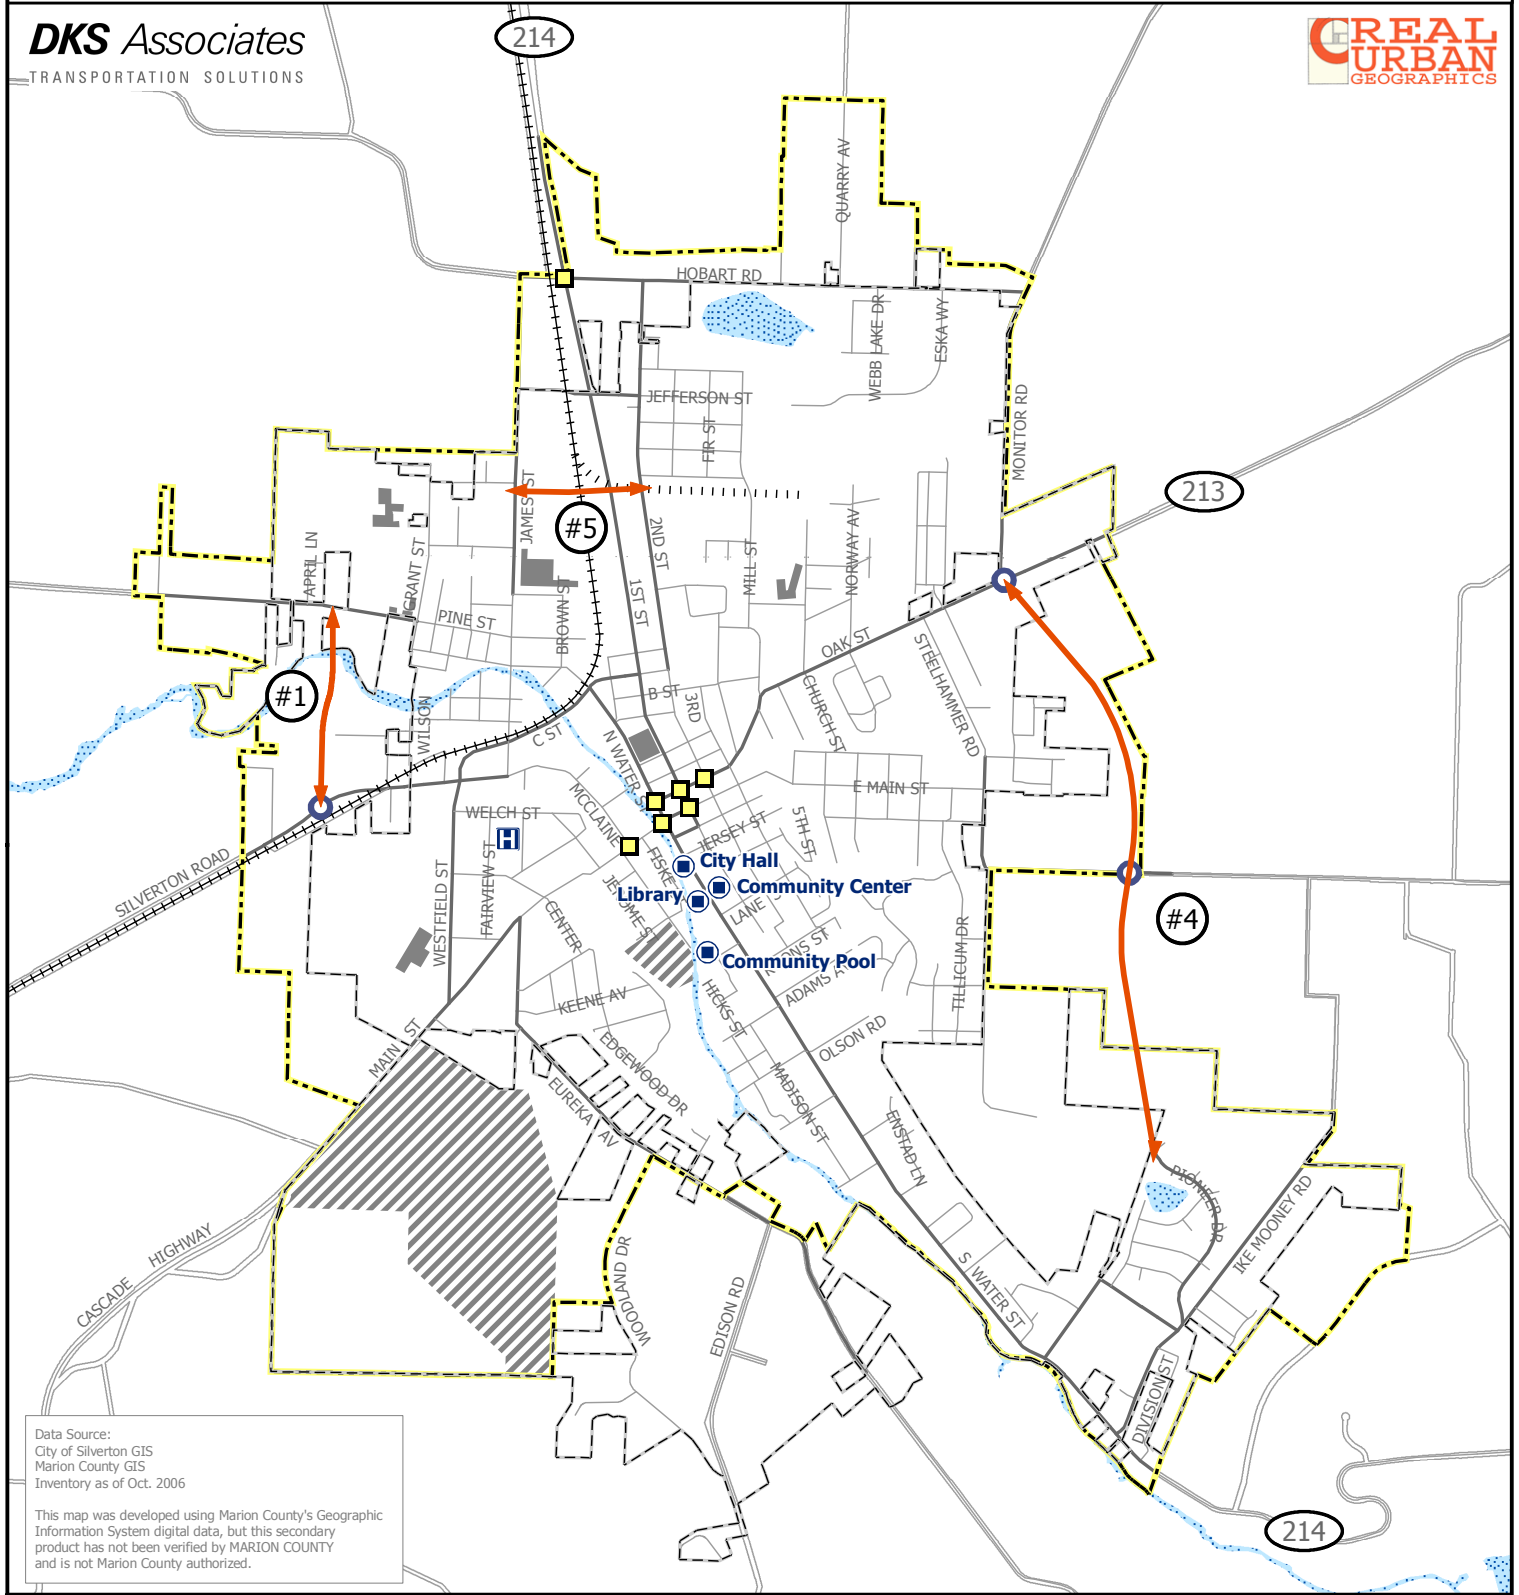 DKS Associates
TRANSPORTATION SOLUTIONS
214
REAL
URBAN
GEOGRAPHICS
QUARRY AV
HOBART RD
WEBB LAKE DR
ESKA WY
JEFFERSON ST
FIR ST
MONITOR RD
213
JAMES ST
#5
2ND ST
MILL ST
NORWAY AV
APRIL LN
GRANT ST
PINE ST
BROWN ST
1ST ST
OAK ST
STEELHAMMER RD
#1
WILSON
B ST
3RD
CHURCH ST
C ST
N WATER ST
E MAIN ST
MCCLAINE
WELCH ST
JERSEY ST
5TH ST
H
SILVERTON ROAD
WESTFIELD ST
FAIRVIEW ST
FISKE
City Hall
Community Center
Library
JEROME ST
LANE
#4
CENTER
Community Pool
ADAMS AV
TILLICUM DR
KEENE AV
HICKS ST
OLSON RD
MAIN ST
EDGEWOOD DR
EUREKA AV
MADISON ST
ENSTAD LN
PIONEER DR
IKE MOONEY RD
CASCADE HIGHWAY
WOODLAND DR
EDISON RD
S WATER ST
DIVISION ST
214
Data Source:
City of Silverton GIS
Marion County GIS
Inventory as of Oct. 2006
This map was developed using Marion County's Geographic
Information System digital data, but this secondary
product has not been verified by MARION COUNTY
and is not Marion County authorized.